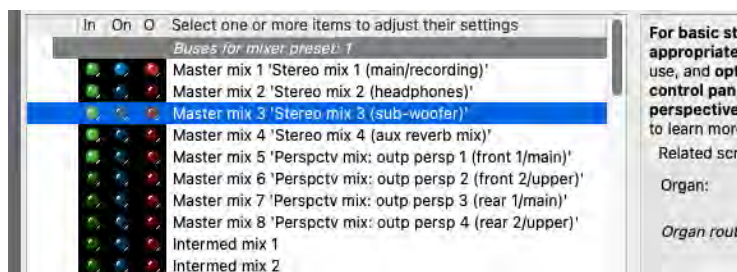 In On O Select one or more items to adjust their settings
Buses for mixer preset: 1
Master mix 1 'Stereo mix 1 (main/recording)'
Master mix 2 'Stereo mix 2 (headphones)'
Master mix 3 'Stereo mix 3 (sub-woofer)'
Master mix 4 'Stereo mix 4 (aux reverb mix)'
Master mix 5 'Perspctv mix: outp persp 1 (front 1/main)'
Master mix 6 'Perspctv mix: outp persp 2 (front 2/upper)'
Master mix 7 'Perspctv mix: outp persp 3 (rear 1/main)'
Master mix 8 'Perspctv mix: outp persp 4 (rear 2/upper)'
Intermed mix 1
Intermed mix 2
For basic st
appropriate
use, and opt
control pan
perspective
to learn more
Related scr
Organ:
Organ rout